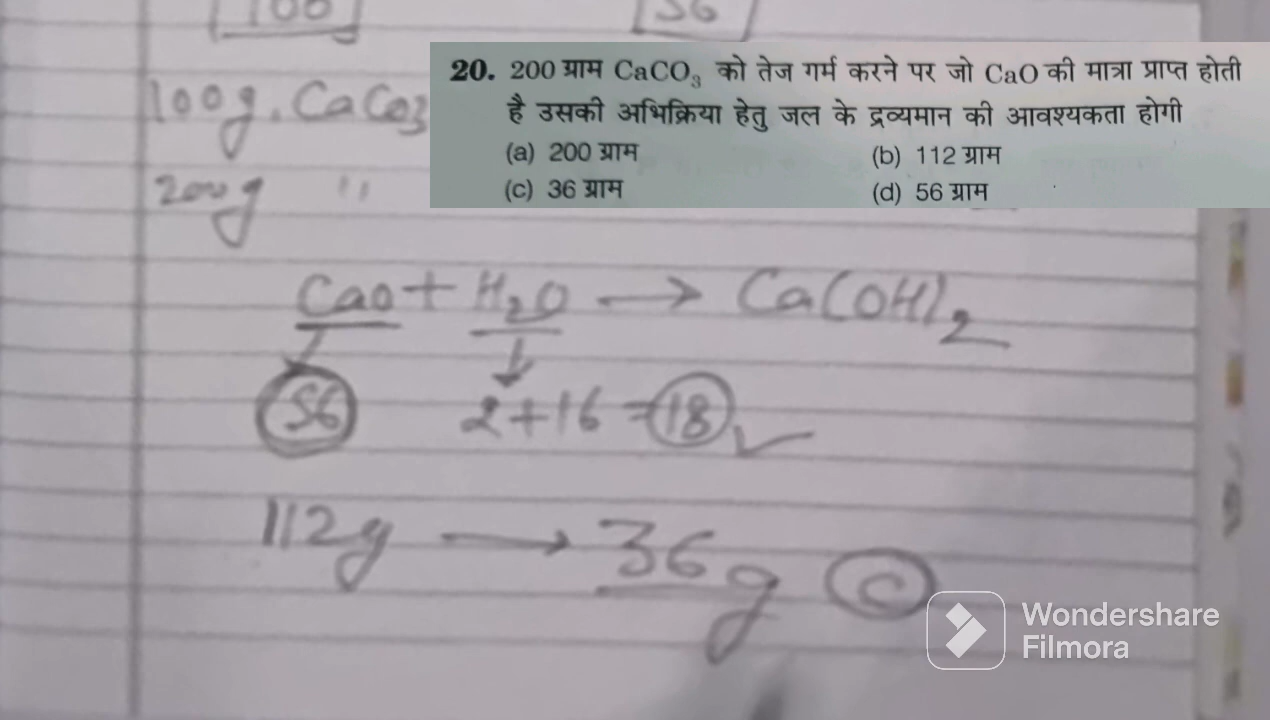 100
56
20. 200 ग्राम CaCO₃ को तेज गर्म करने पर जो CaO की मात्रा प्राप्त होती
है उसकी अभिक्रिया हेतु जल के द्रव्यमान की आवश्यकता होगी
(a) 200 ग्राम (b) 112 ग्राम
(c) 36 ग्राम (d) 56 ग्राम
100g. CaCO3
200g "
CaO + H₂O → Ca(OH)₂
56 2+16=18 ✓
112g → 36g (C)
Wondershare
Filmora